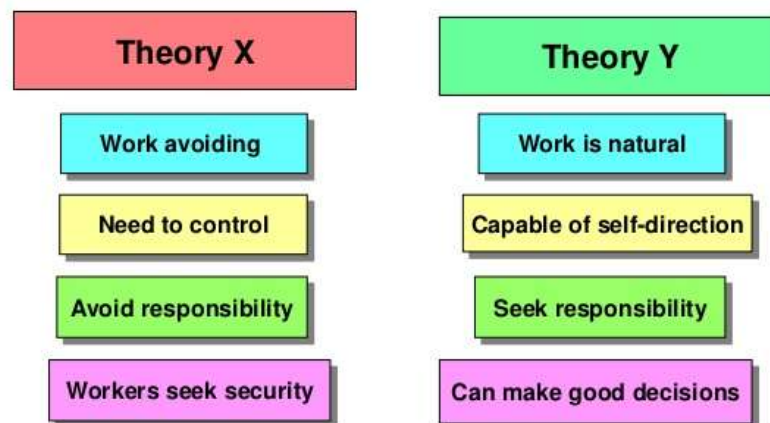 Theory X
Work avoiding
Need to control
Avoid responsibility
Workers seek security
Theory Y
Work is natural
Capable of self-direction
Seek responsibility
Can make good decisions